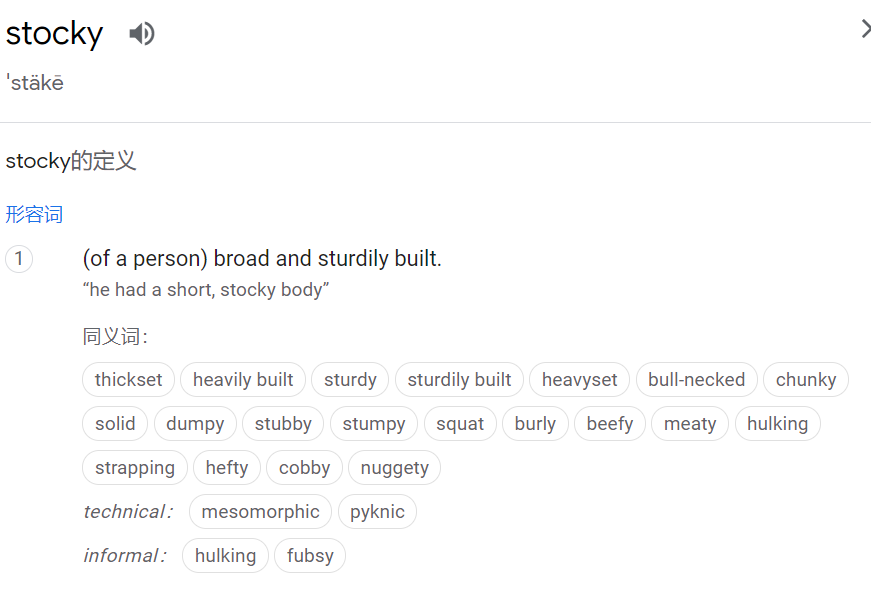 stocky
ˈstäkē
stocky的定义
形容词
1 (of a person) broad and sturdily built.
“he had a short, stocky body”
同义词：
thickset heavily built sturdy sturdily built heavyset bull-necked chunky
solid dumpy stubby stumpy squat burly beefy meaty hulking
strapping hefty cobby nuggety
technical： mesomorphic pyknic
informal： hulking fubsy